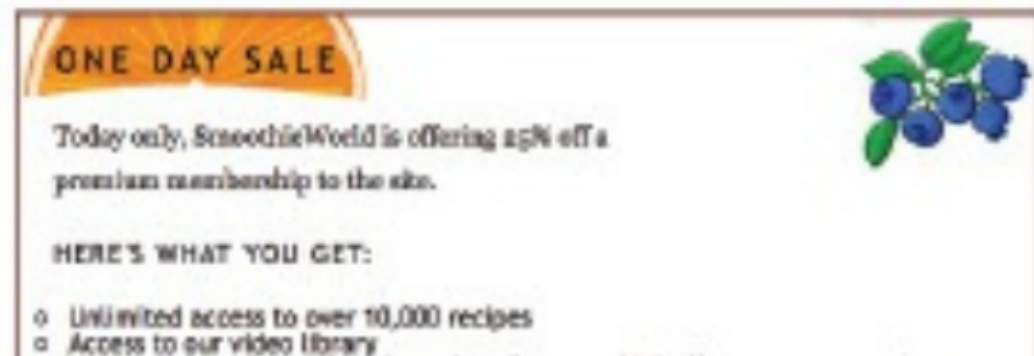 ONE DAY SALE
Today only, SmoothieWorld is offering 25% off a
premium membership to the site.
HERE'S WHAT YOU GET:
Unlimited access to over 10,000 recipes
Access to our video library